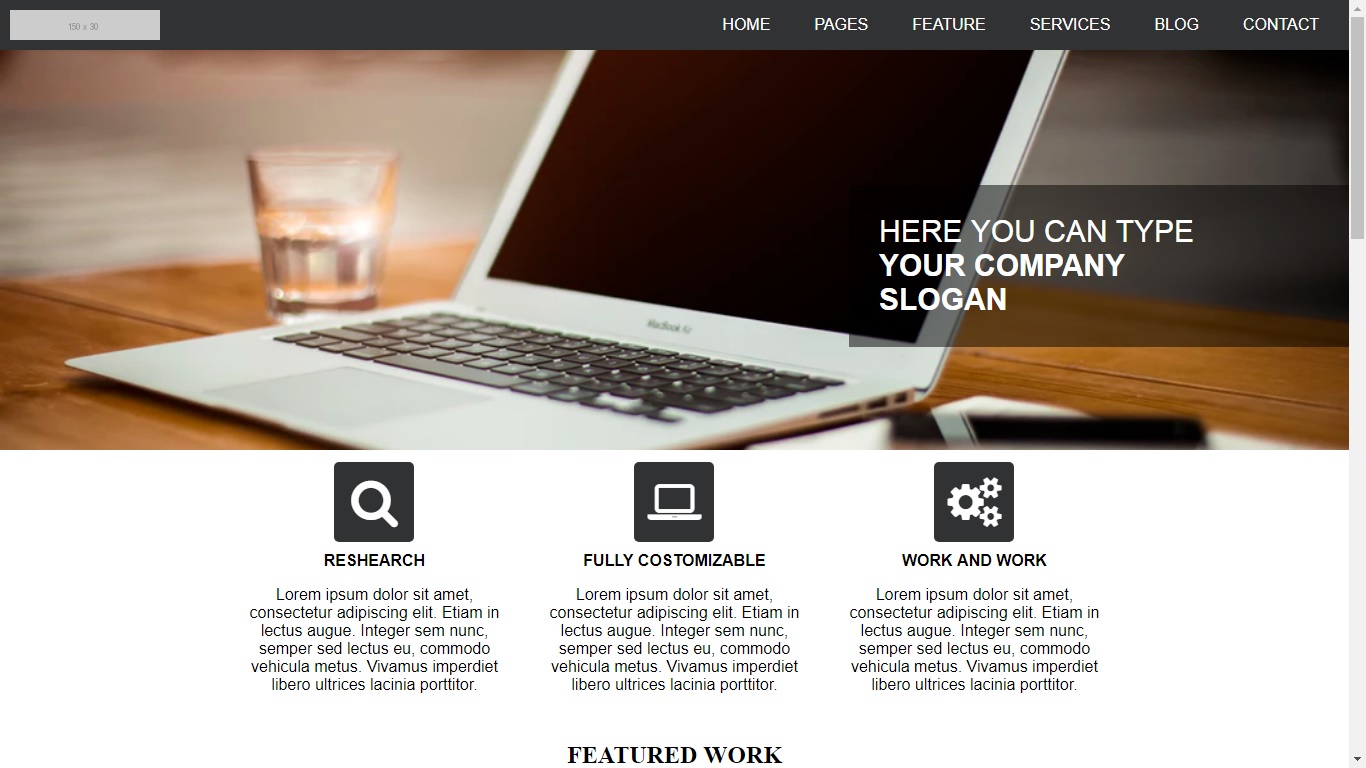 150 x 30
HOME PAGES FEATURE SERVICES BLOG CONTACT
HERE YOU CAN TYPE
YOUR COMPANY
SLOGAN
MacBook Air
RESHEARCH
Lorem ipsum dolor sit amet,
consectetur adipiscing elit. Etiam in
lectus augue. Integer sem nunc,
semper sed lectus eu, commodo
vehicula metus. Vivamus imperdiet
libero ultrices lacinia porttitor.
FULLY COSTOMIZABLE
Lorem ipsum dolor sit amet,
consectetur adipiscing elit. Etiam in
lectus augue. Integer sem nunc,
semper sed lectus eu, commodo
vehicula metus. Vivamus imperdiet
libero ultrices lacinia porttitor.
WORK AND WORK
Lorem ipsum dolor sit amet,
consectetur adipiscing elit. Etiam in
lectus augue. Integer sem nunc,
semper sed lectus eu, commodo
vehicula metus. Vivamus imperdiet
libero ultrices lacinia porttitor.
FEATURED WORK